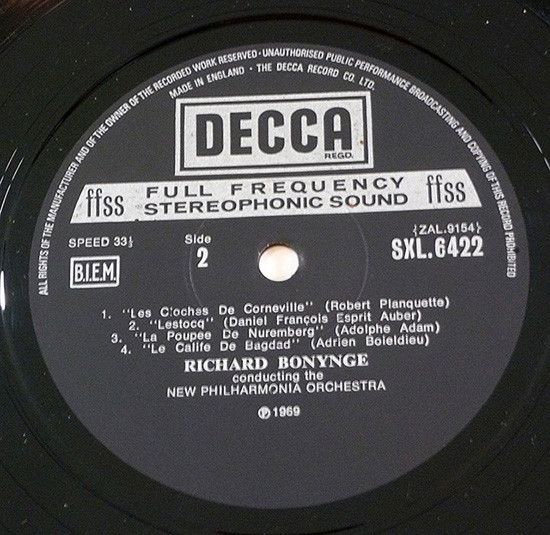 ALL RIGHTS OF THE MANUFACTURER AND OF THE OWNER OF THE RECORDED WORK RESERVED · UNAUTHORISED PUBLIC PERFORMANCE BROADCASTING AND COPYING OF THIS RECORD PROHIBITED
MADE IN ENGLAND · THE DECCA RECORD CO. LTD.
DECCA
REGD.
ffss FULL FREQUENCY STEREOPHONIC SOUND ffss
SPEED 33⅓
Side
2
{ZAL.9154}
SXL.6422
B.I.E.M.
1. "Les Clochas De Corneville" (Robert Planquette)
2. "Lestocq" (Daniel François Esprit Auber)
3. "La Poupee De Nuremberg" (Adolphe Adam)
4. "Le Calife De Bagdad" (Adrien Boieldieu)
RICHARD BONYNGE
conducting the
NEW PHILHARMONIA ORCHESTRA
℗ 1969